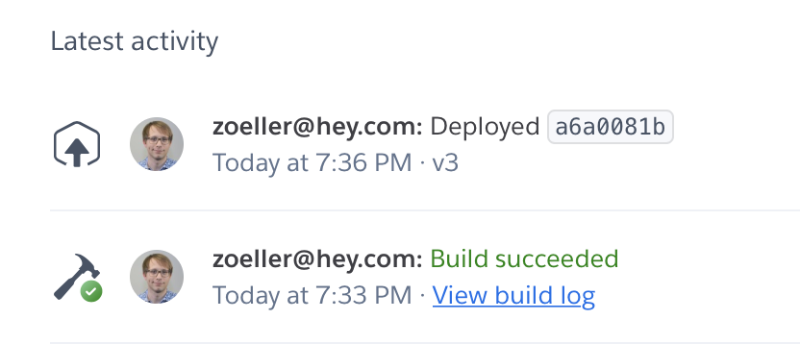 Latest activity
zoeller@hey.com: Deployed a6a0081b
Today at 7:36 PM · v3
zoeller@hey.com: Build succeeded
Today at 7:33 PM · View build log